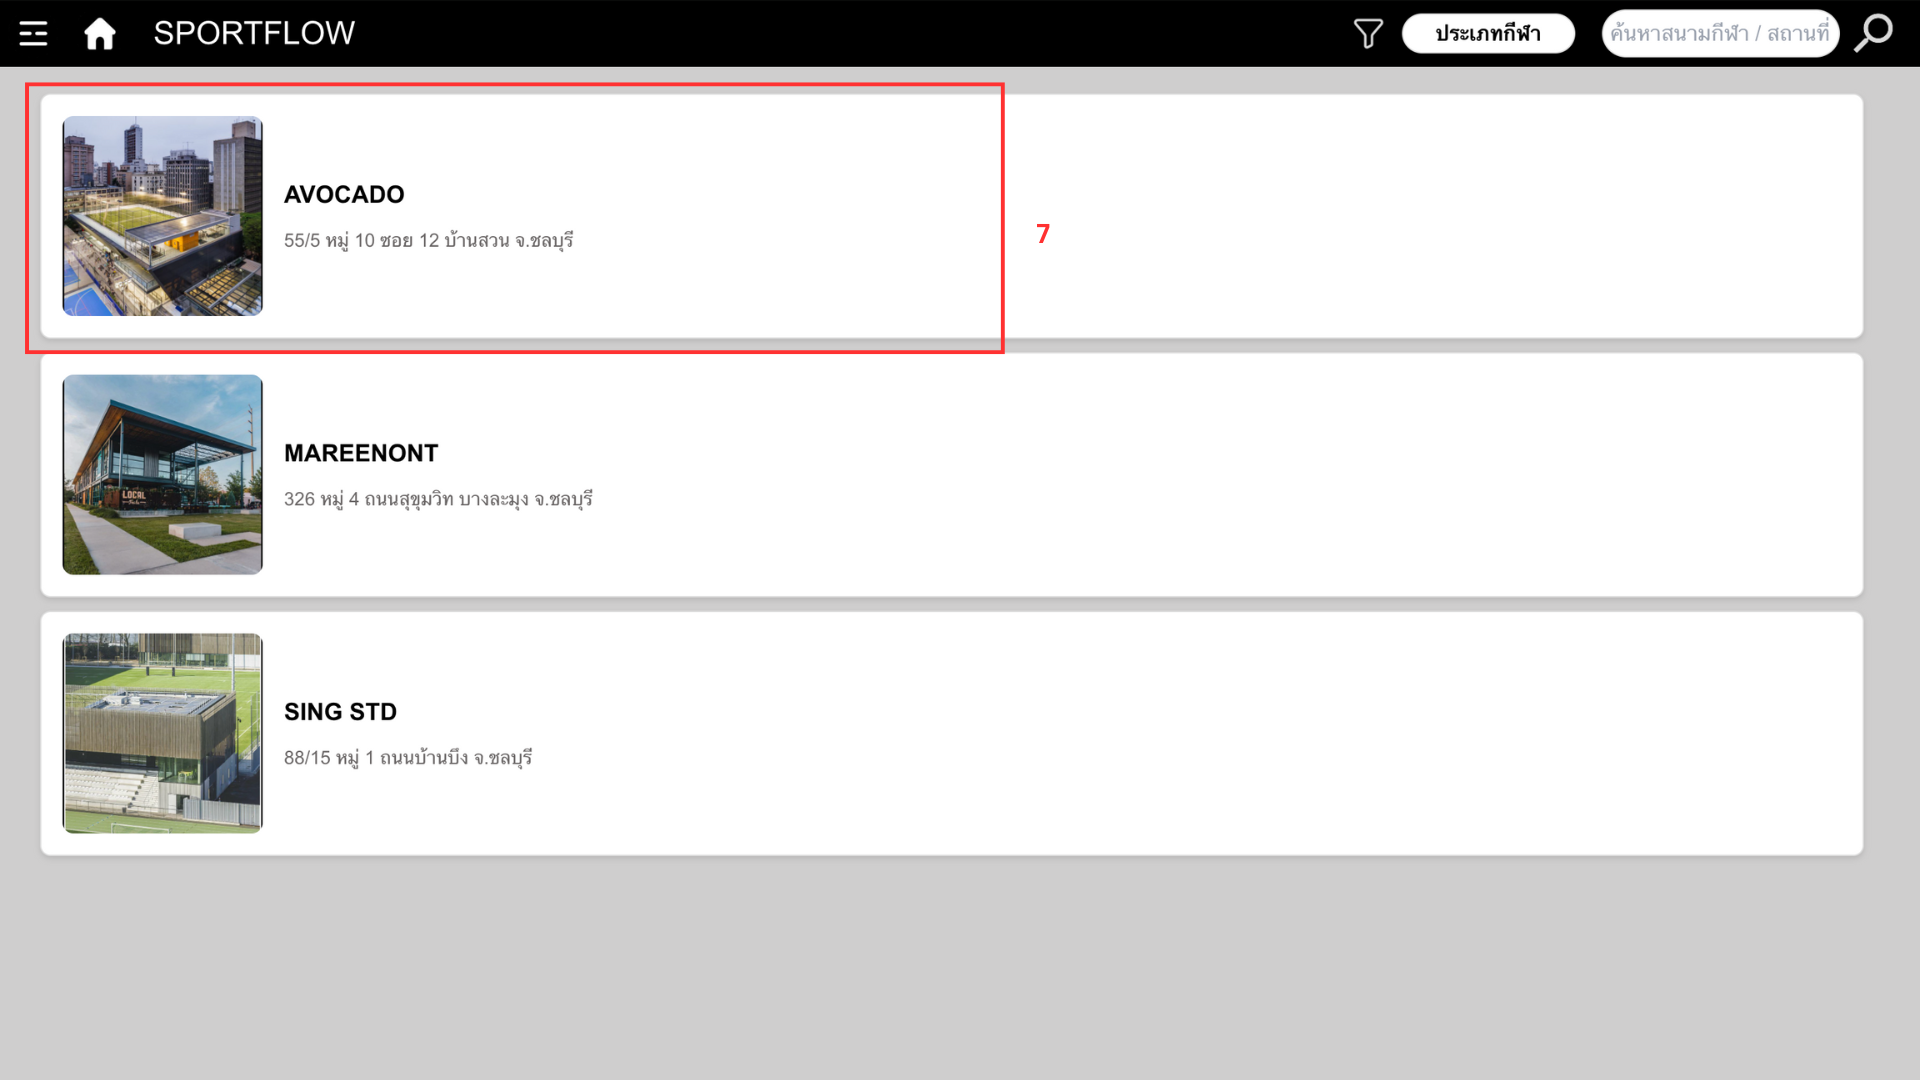 SPORTFLOW
ประเภทกีฬา
ค้นหาสนามกีฬา / สถานที่
AVOCADO
55/5 หมู่ 10 ซอย 12 บ้านสวน จ.ชลบุรี
7
MAREENONT
326 หมู่ 4 ถนนสุขุมวิท บางละมุง จ.ชลบุรี
LOCAL
SING STD
88/15 หมู่ 1 ถนนบ้านบึง จ.ชลบุรี